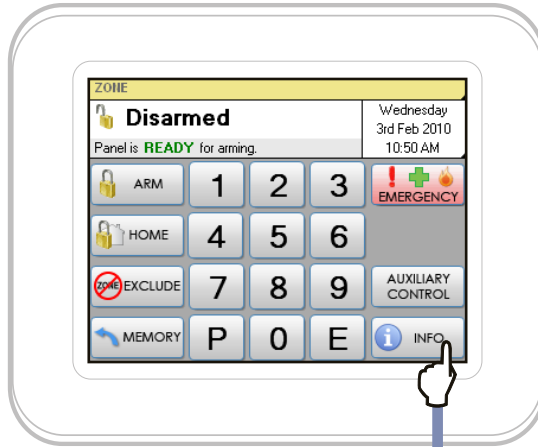 ZONE
Disarmed
Panel is READY for arming.
Wednesday
3rd Feb 2010
10:50 AM
ARM
1
2
3
EMERGENCY
HOME
4
5
6
ZONE
EXCLUDE
7
8
9
AUXILIARY
CONTROL
MEMORY
P
0
E
i
INFO